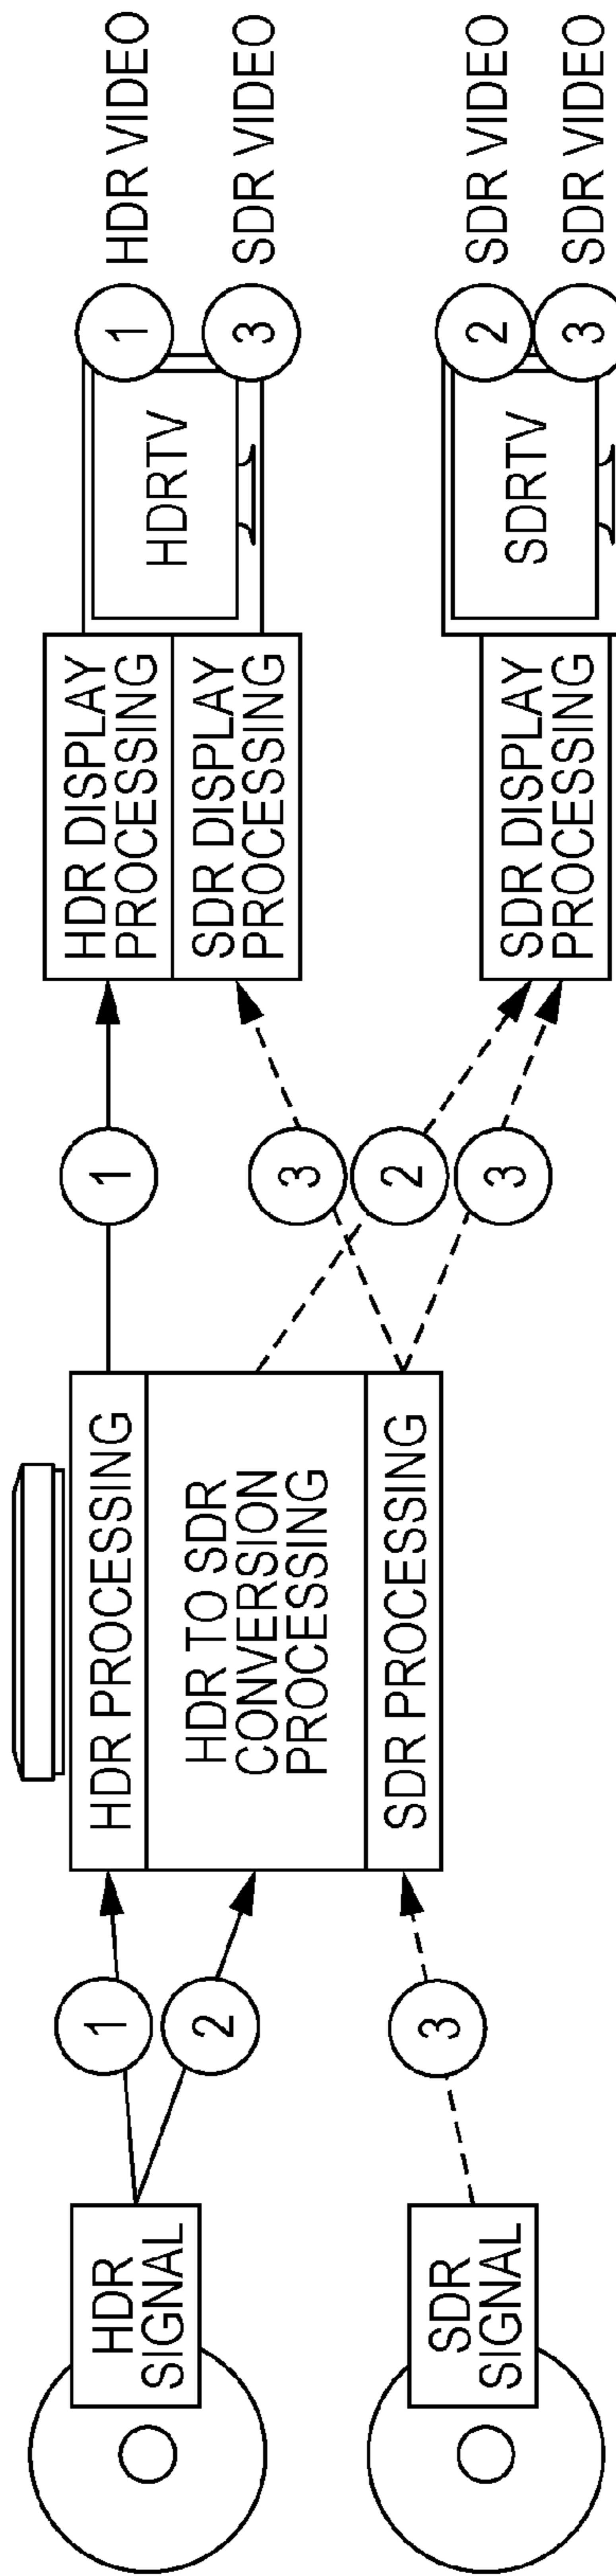 HDR
SIGNAL
1
2
SDR
SIGNAL
3
HDR PROCESSING
HDR TO SDR
CONVERSION
PROCESSING
SDR PROCESSING
1
3
2
3
HDR DISPLAY
PROCESSING
SDR DISPLAY
PROCESSING
SDR DISPLAY
PROCESSING
HDRTV
1
HDR VIDEO
3
SDR VIDEO
SDRTV
2
SDR VIDEO
3
SDR VIDEO